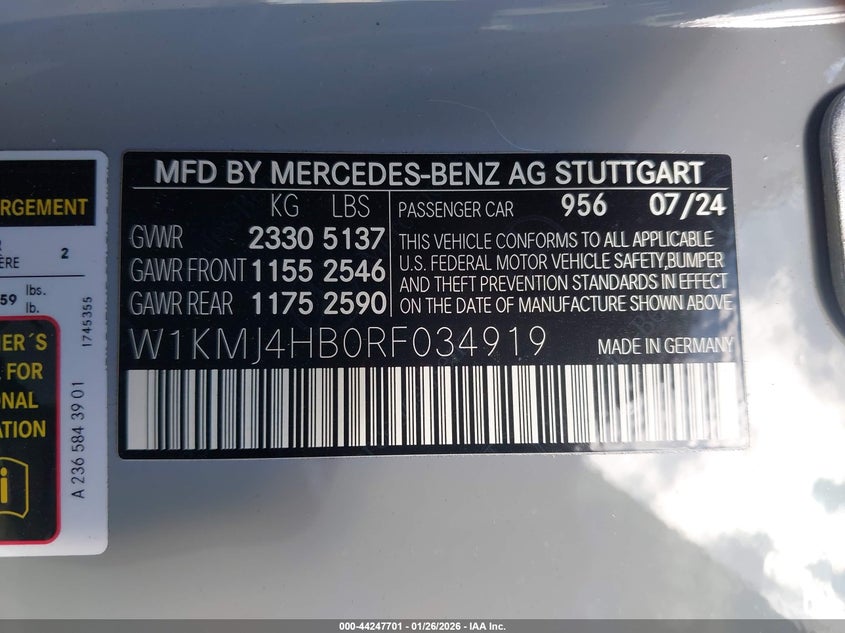 MFD BY MERCEDES-BENZ AG STUTTGART
KG LBS
GVWR 2330 5137
GAWR FRONT 1155 2546
GAWR REAR 1175 2590
PASSENGER CAR 956 07/24
THIS VEHICLE CONFORMS TO ALL APPLICABLE
U.S. FEDERAL MOTOR VEHICLE SAFETY,BUMPER
AND THEFT PREVENTION STANDARDS IN EFFECT
ON THE DATE OF MANUFACTURE SHOWN ABOVE.
W1KMJ4HB0RF034919 MADE IN GERMANY
RGEMENT
ÈRE 2
59 lbs.
lb.
1745355
ER´S
FOR
ONAL
ATION
A 236 584 39 01
000-44247701 - 01/26/2026 - IAA Inc.